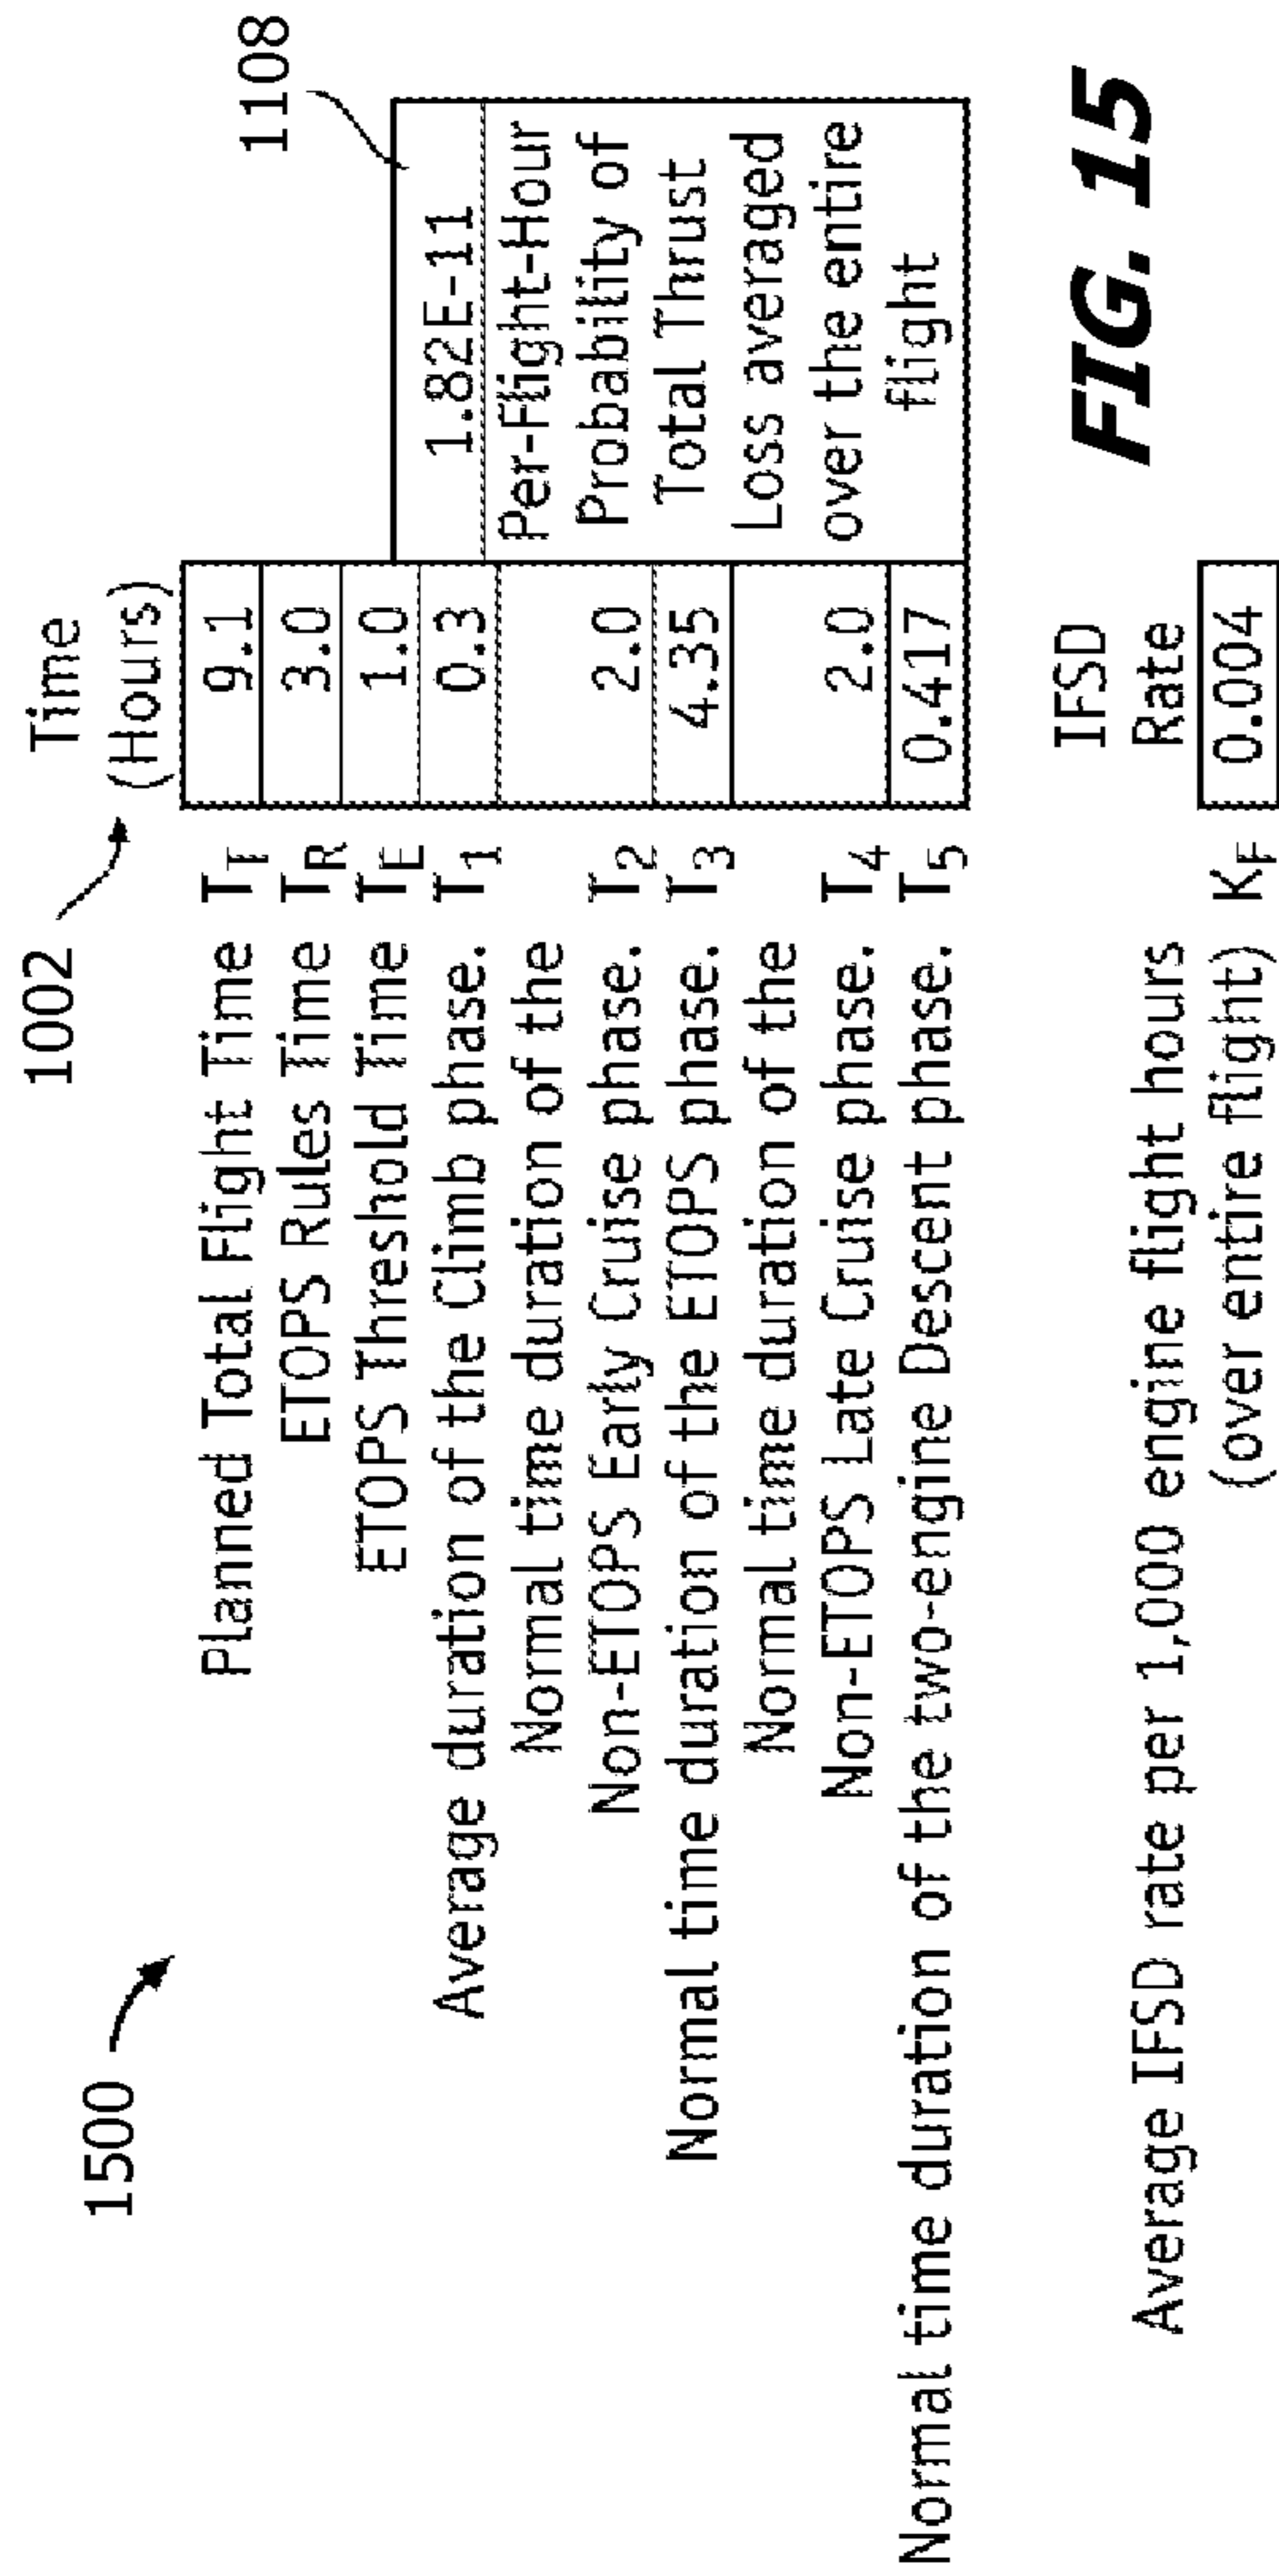 1500
1002
Time
(Hours)
1108
Planned Total Flight Time T_T 9.1
ETOPS Rules Time T_R 3.0
ETOPS Threshold Time T_E 1.0
Average duration of the Climb phase. T_1 0.3 1.82E-11
Normal time duration of the
Non-ETOPS Early Cruise phase. T_2 2.0
Normal time duration of the ETOPS phase. T_3 4.35
Normal time duration of the
Non-ETOPS Late Cruise phase. T_4 2.0
Normal time duration of the two-engine Descent phase. T_5 0.417
Per-Flight-Hour
Probability of
Total Thrust
Loss averaged
over the entire
flight
IFSD
Rate
Average IFSD rate per 1,000 engine flight hours
(over entire flight) K_F 0.004
FIG. 15